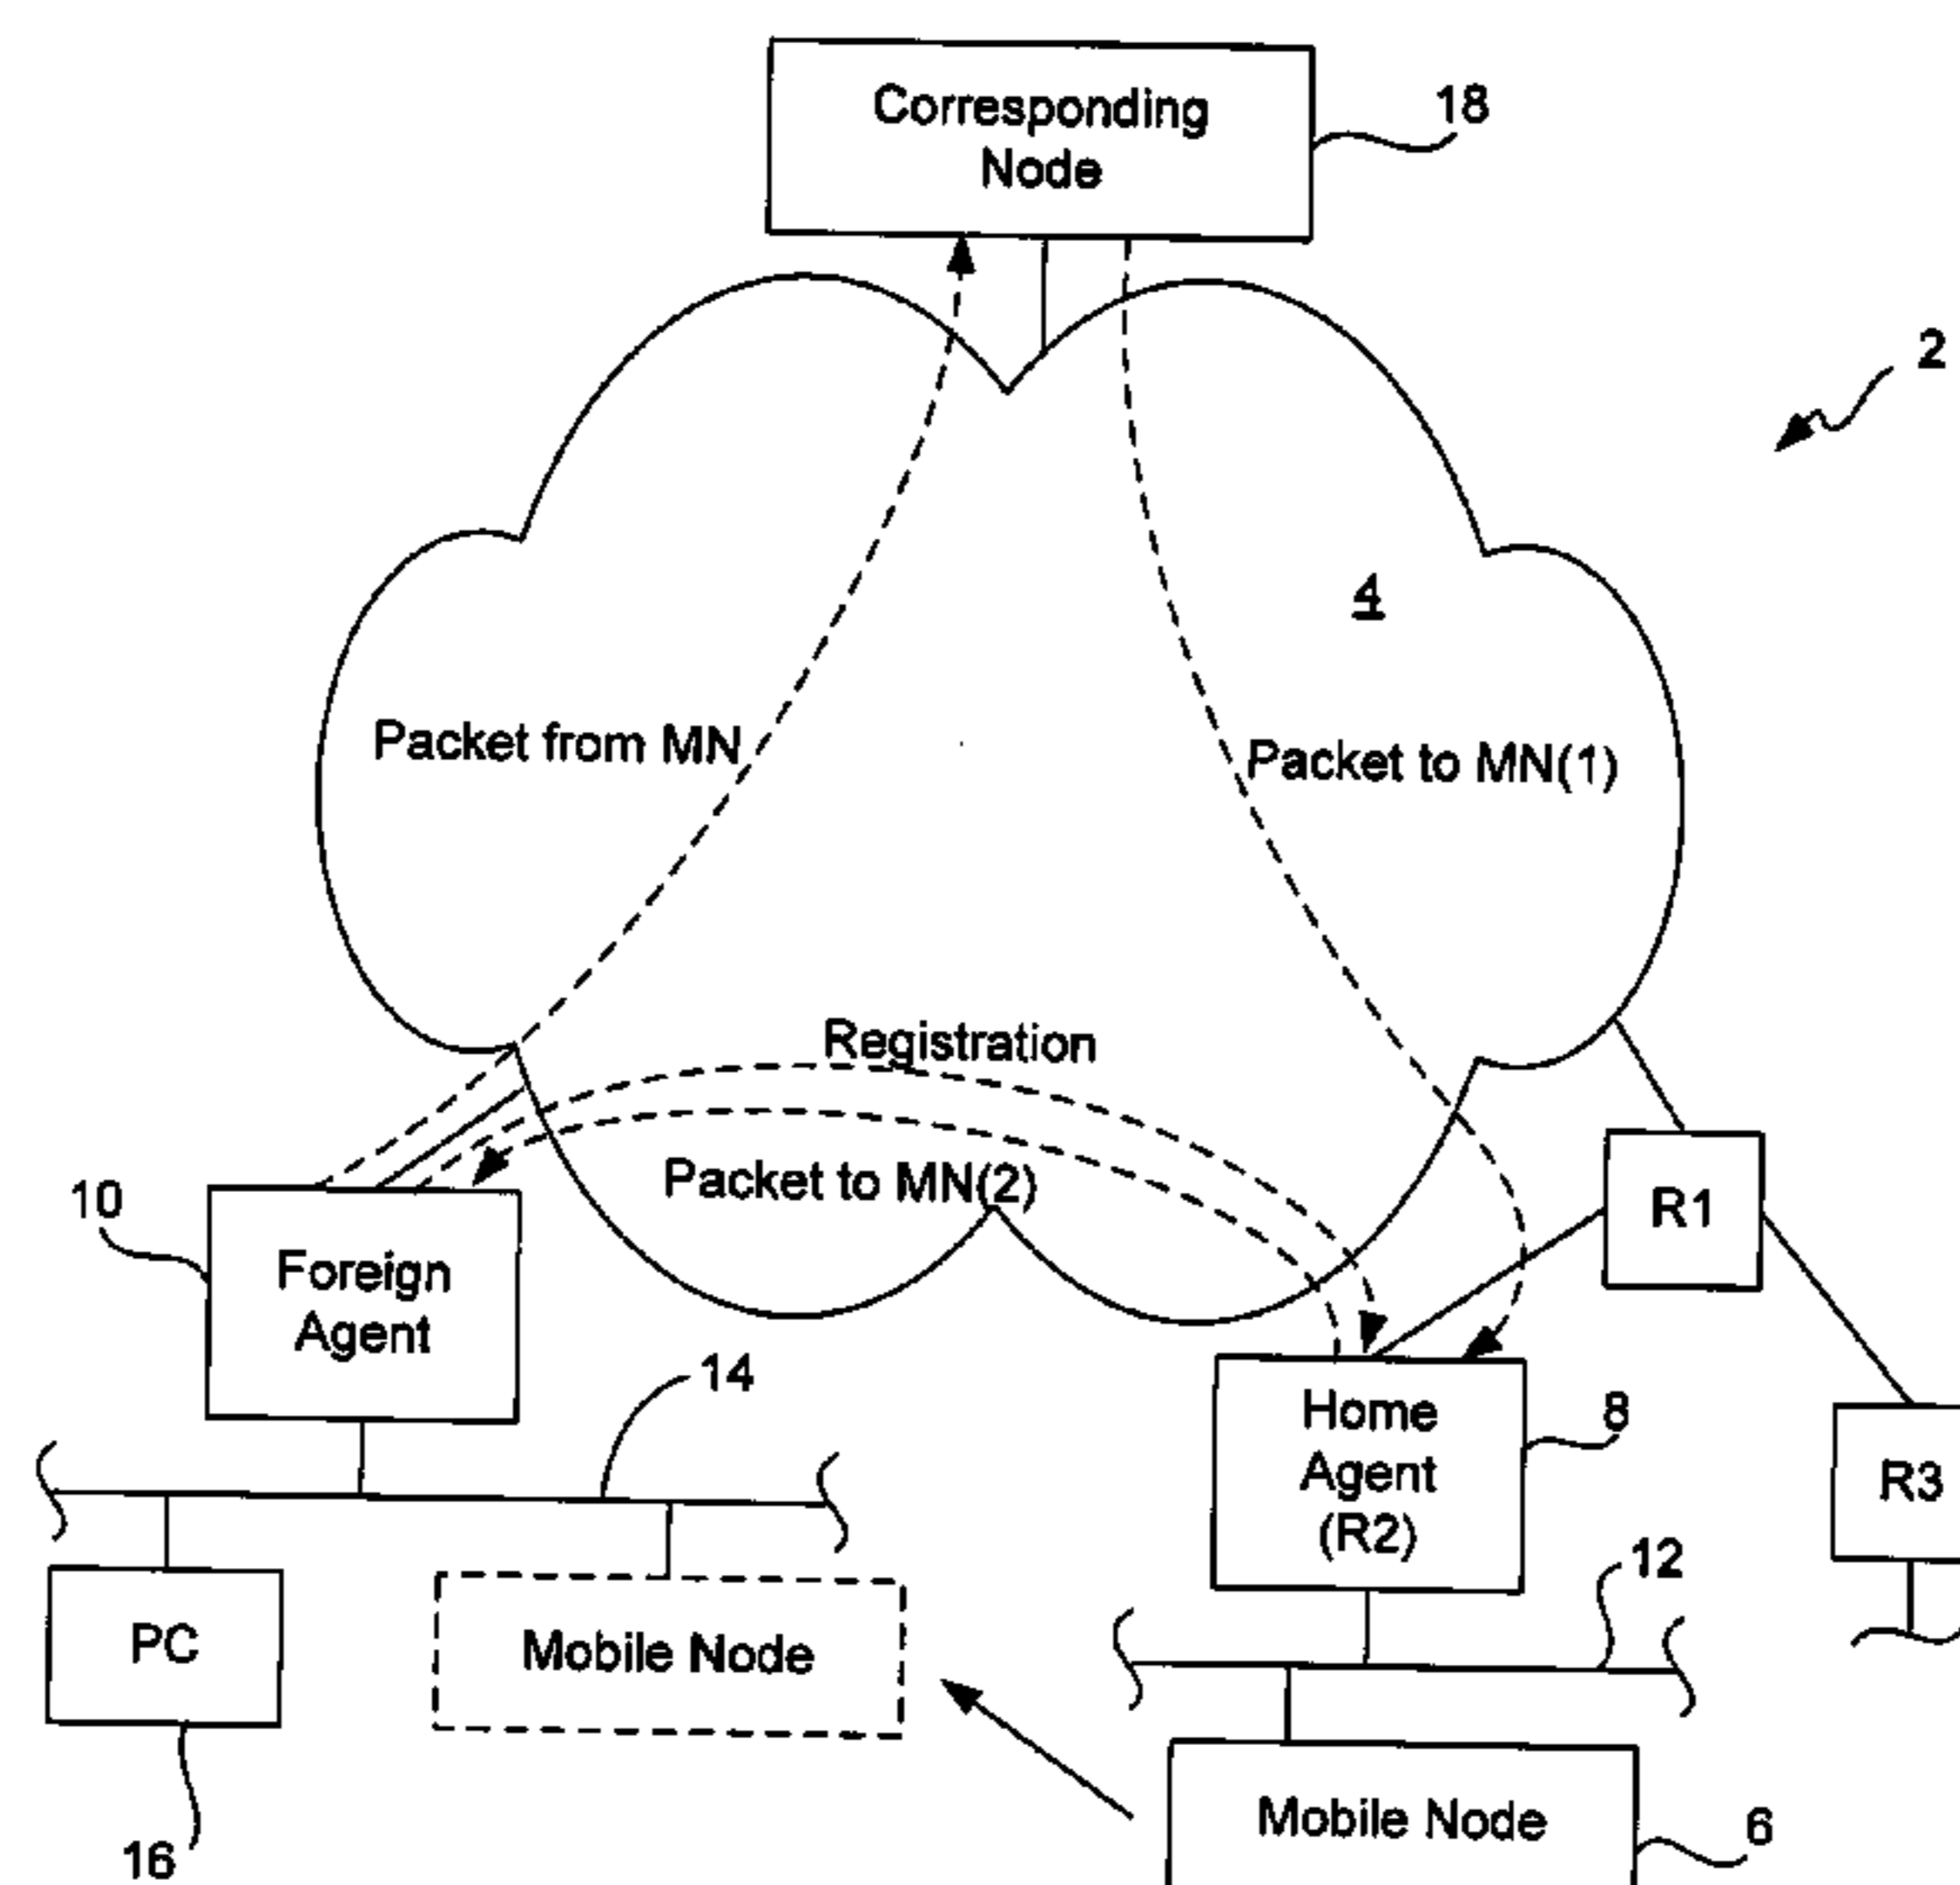 Corresponding
Node
18
2
4
Packet from MN
Packet to MN(1)
Registration
Packet to MN(2)
10
Foreign
Agent
R1
14
Home
Agent
(R2)
8
R3
12
PC
Mobile Node
16
Mobile Node
6